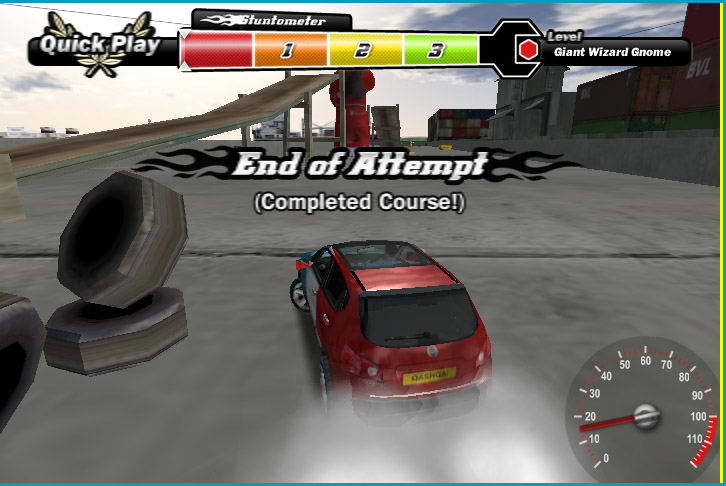 Stuntometer
Quick Play
1 2 3
Level
Giant Wizard Gnome
BVL
End of Attempt
(Completed Course!)
QASHQAI
0 10 20 30 40 50 60 70 80 90 100 110